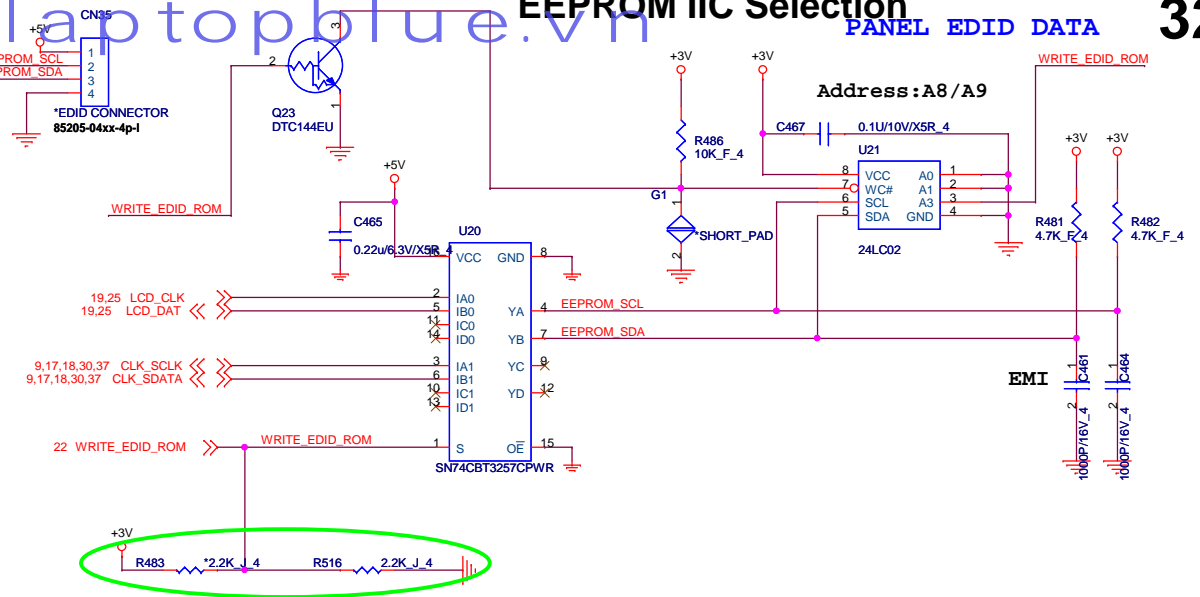 laptopblue.vn
EEPROM IIC Selection
PANEL EDID DATA
32
CN35
+5V
PROM_SCL
PROM_SDA
1
2
3
4
*EDID CONNECTOR
85205-04xx-4p-l
2
3
1
Q23
DTC144EU
WRITE_EDID_ROM
+5V
C465
0.22u/6.3V/X5R_4
+3V
R486
10K_F_4
G1
1
*SHORT_PAD
2
+3V
Address:A8/A9
C467
0.1U/10V/X5R_4
U21
8 VCC A0 1
7 WC# A1 2
6 SCL A3 3
5 SDA GND 4
24LC02
WRITE_EDID_ROM
+3V
+3V
R481
4.7K_F_4
R482
4.7K_F_4
U20
16 VCC GND 8
19,25 LCD_CLK 2 IA0
19,25 LCD_DAT 5 IB0 YA 4 EEPROM_SCL
11 IC0
14 ID0 YB 7 EEPROM_SDA
9,17,18,30,37 CLK_SCLK 3 IA1 YC 9
9,17,18,30,37 CLK_SDATA 6 IB1
10 IC1 YD 12
13 ID1
22 WRITE_EDID_ROM WRITE_EDID_ROM 1 S OE 15
SN74CBT3257CPWR
EMI
1
C461
2
1000P/16V_4
1
C464
2
1000P/16V_4
+3V
R483 *2.2K_J_4 R516 2.2K_J_4